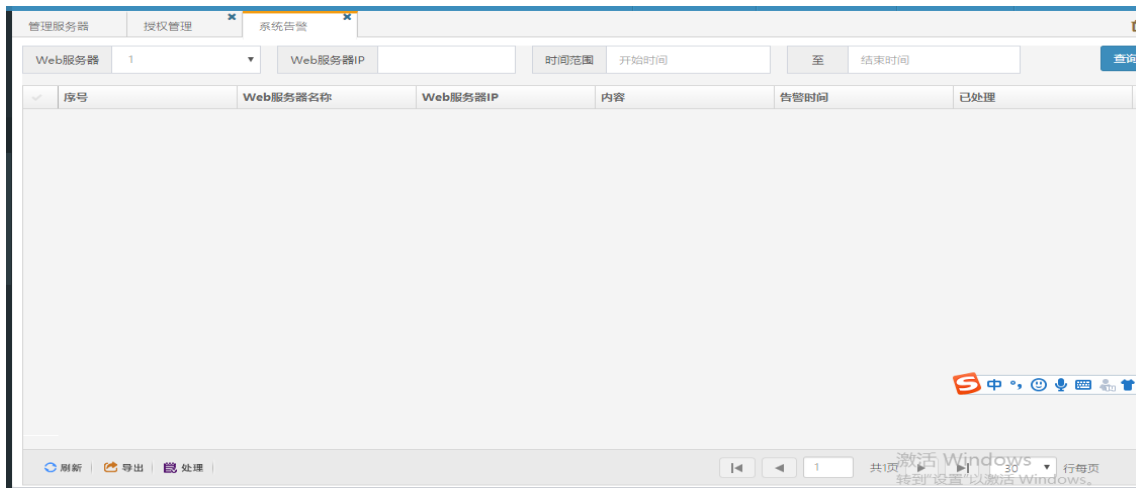 管理服务器 授权管理 系统告警
Web服务器 1 Web服务器IP 时间范围 开始时间 至 结束时间 查询
序号 Web服务器名称 Web服务器IP 内容 告警时间 已处理
中
刷新 导出 处理 1 共1页 30 行每页
激活 Windows
转到"设置"以激活 Windows。